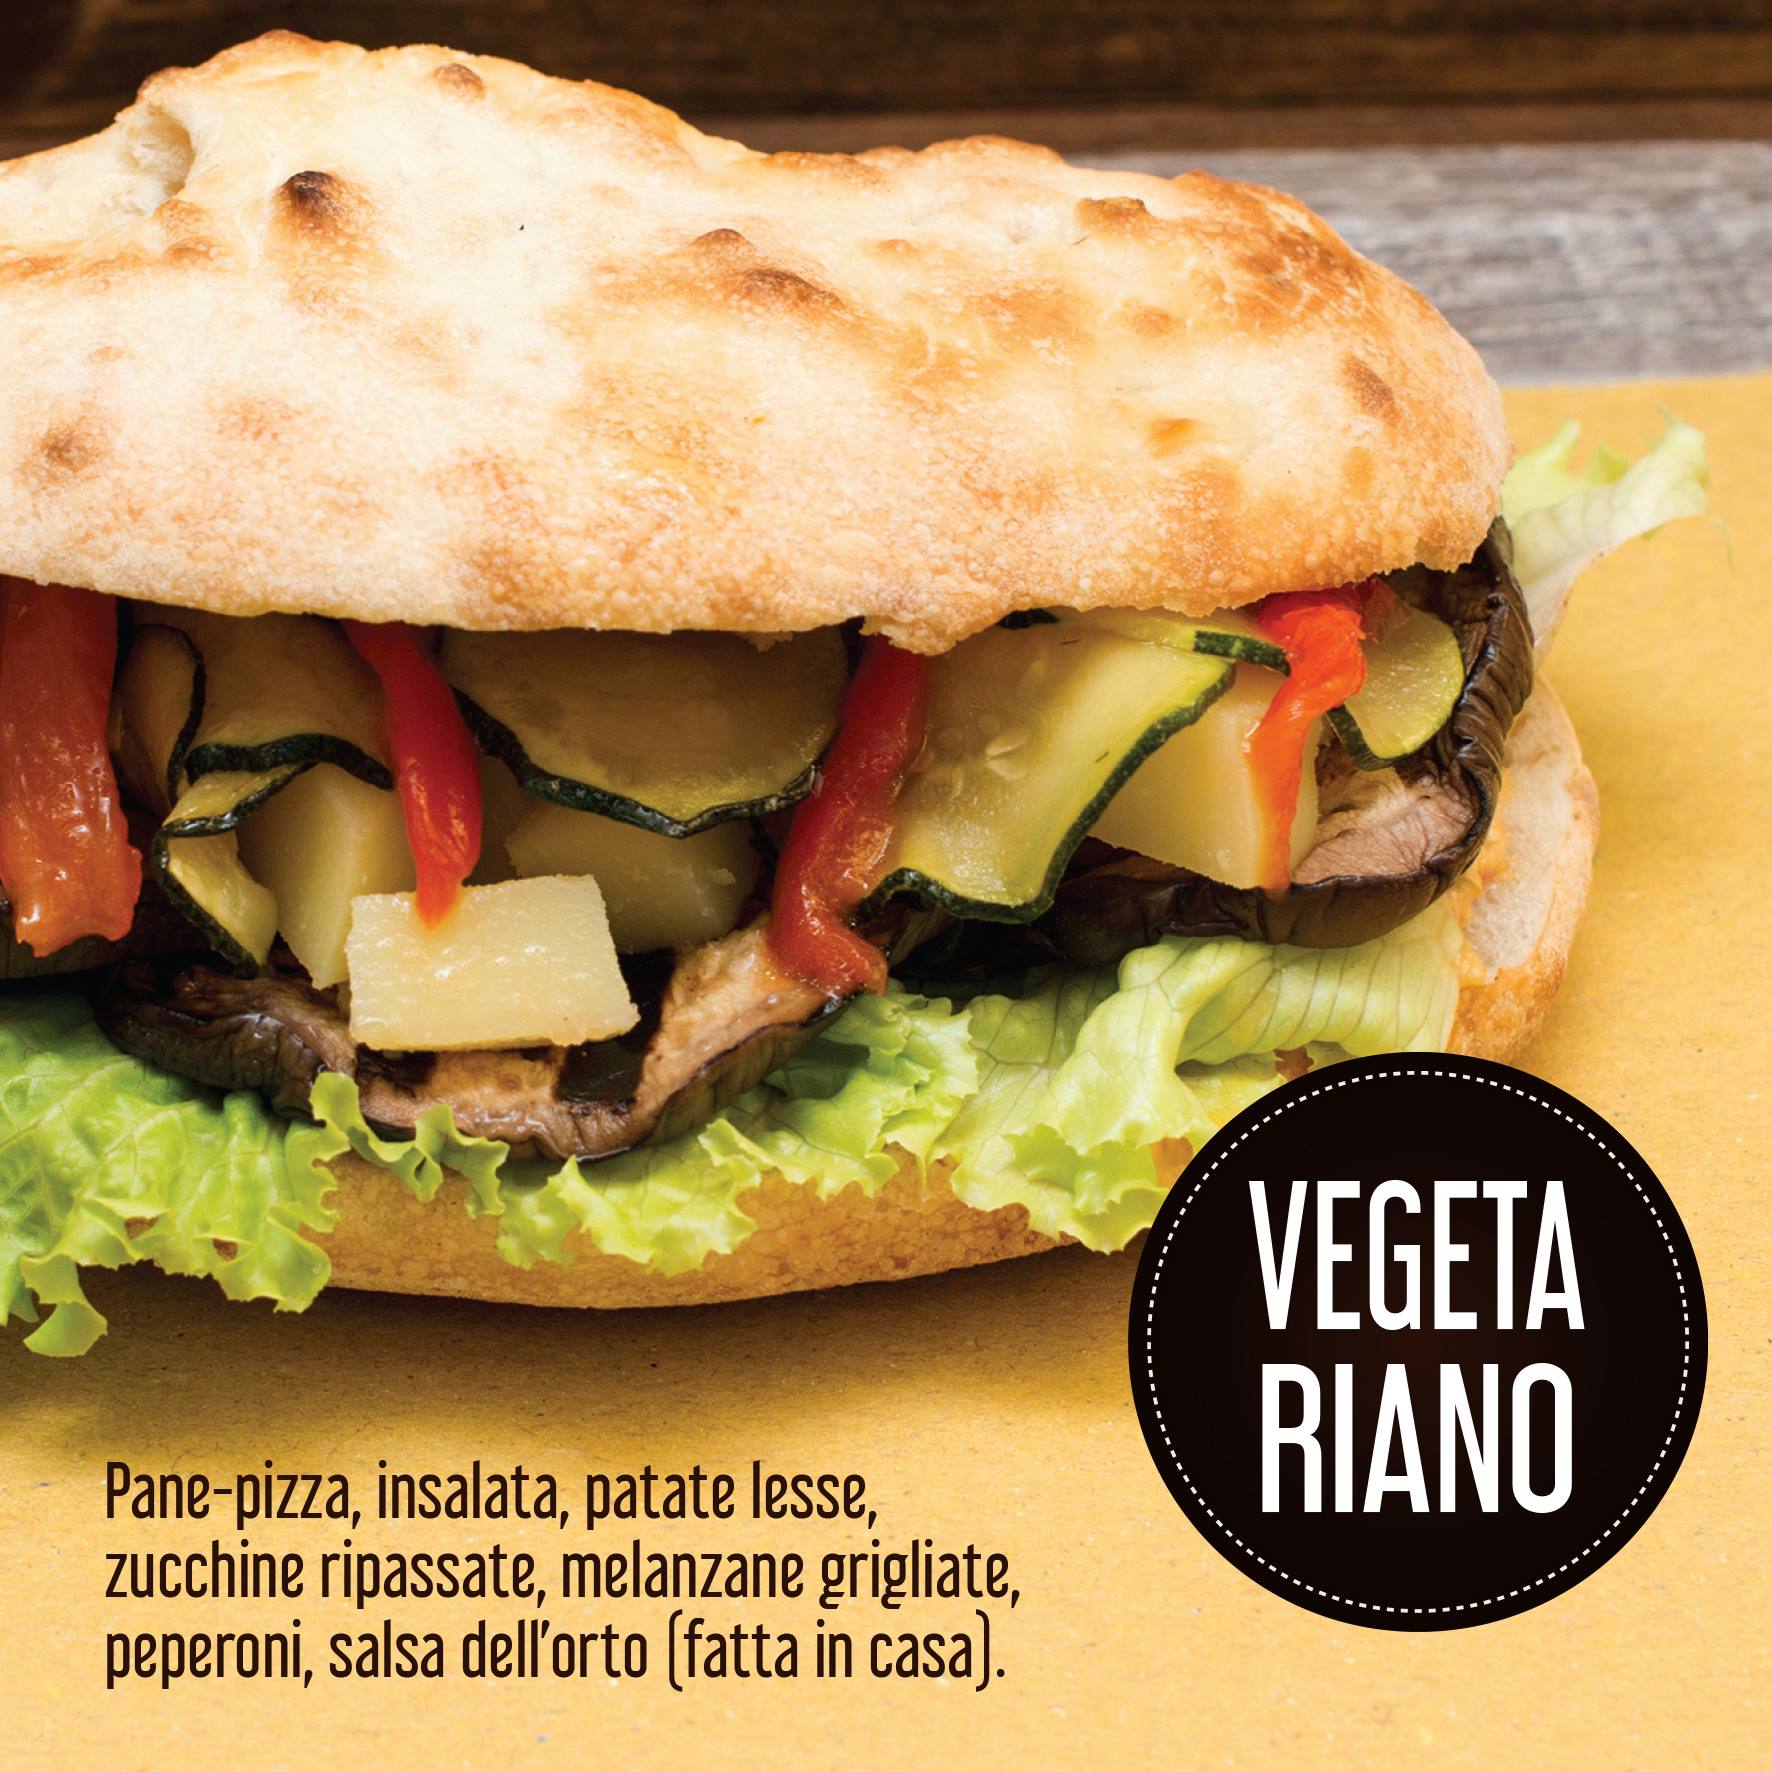 VEGETA
RIANO
Pane-pizza, insalata, patate lesse,
zucchine ripassate, melanzane grigliate,
peperoni, salsa dell'orto (fatta in casa).